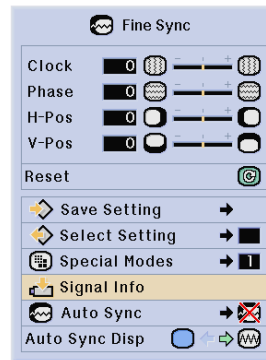 Fine Sync
Clock 0
Phase 0
H-Pos 0
V-Pos 0
Reset
Save Setting
Select Setting
Special Modes 1
Signal Info
Auto Sync
Auto Sync Disp